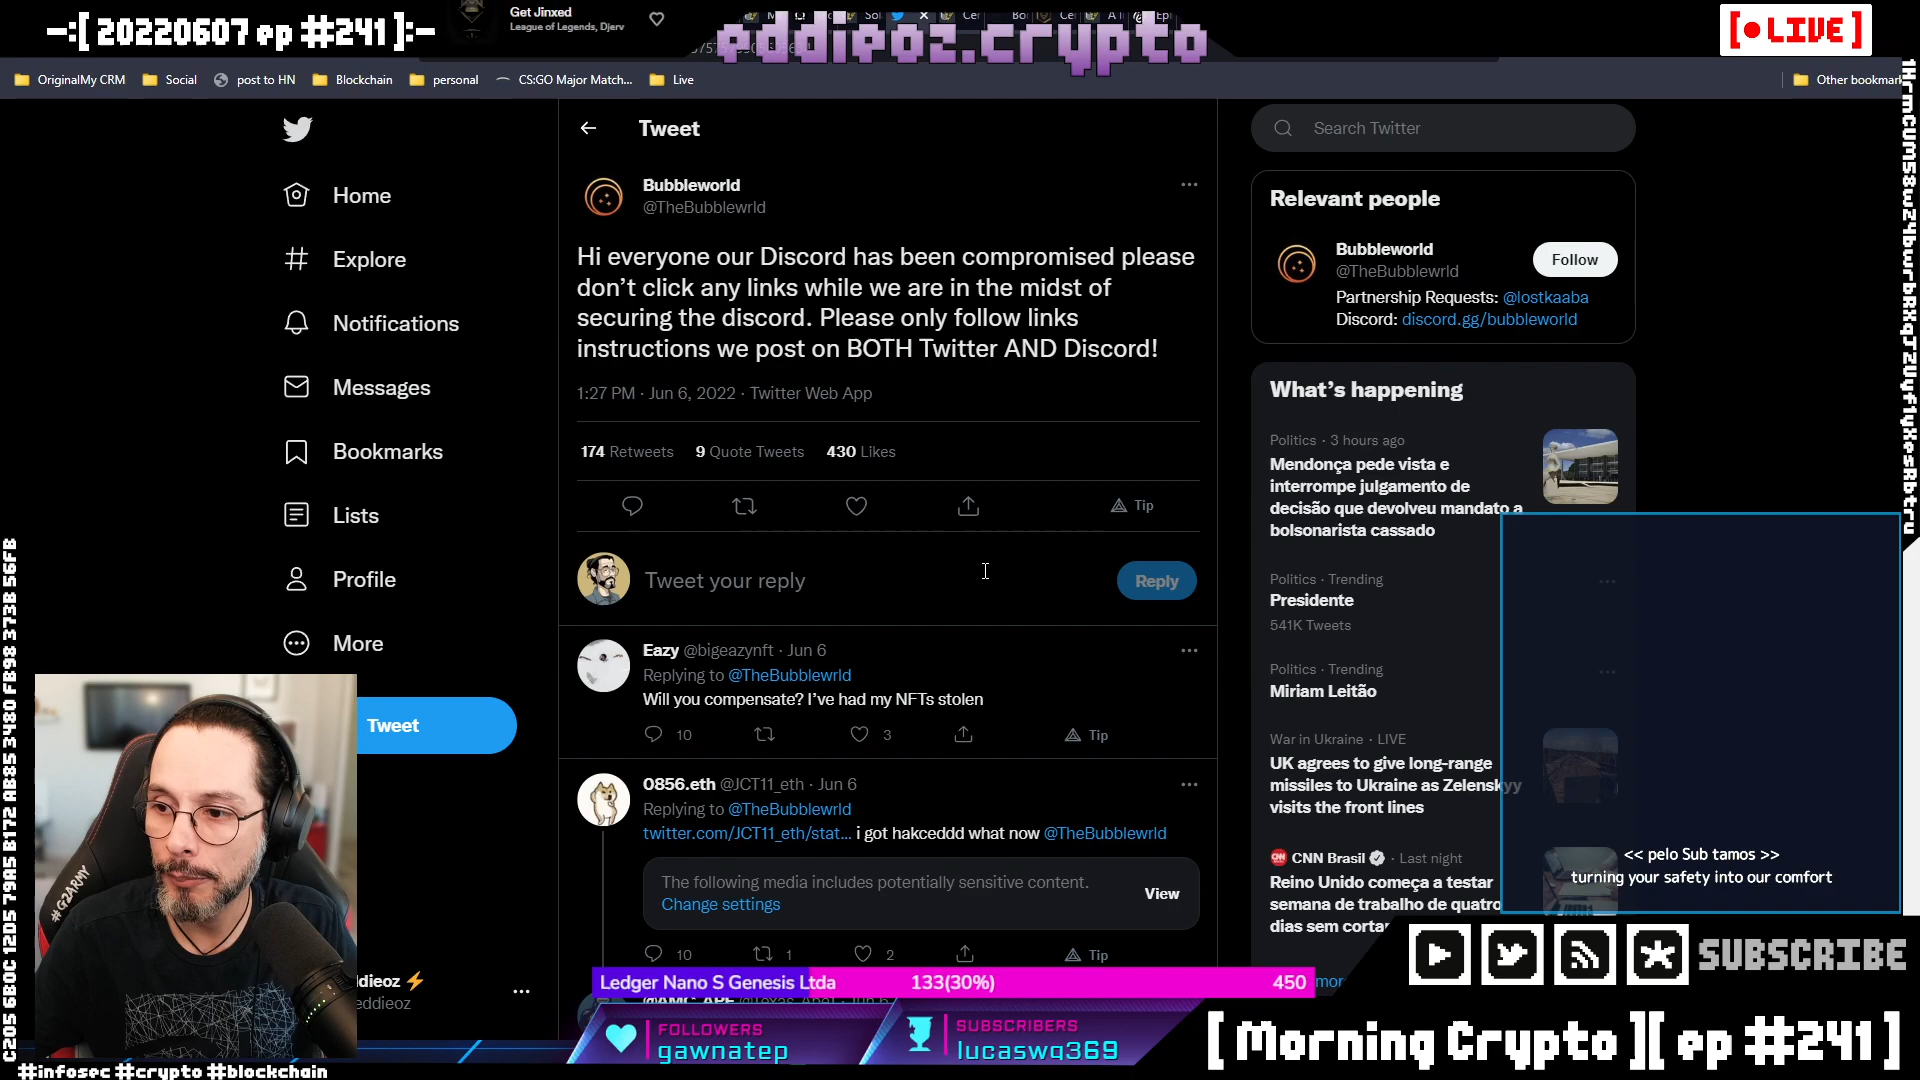 -:[ 20220607 ep #241 ]:-
Get Jinxed
League of Legends, Djerv
eddieoz.crypto
[ LIVE ]
OriginalMy CRM
Social
post to HN
Blockchain
personal
CS:GO Major Match...
Live
Other bookmark
Home
Explore
Notifications
Messages
Bookmarks
Lists
Profile
More
Tweet
ddieoz ⚡
eddieoz
Tweet
Bubbleworld
@TheBubblewrld
Hi everyone our Discord has been compromised please
don't click any links while we are in the midst of
securing the discord. Please only follow links
instructions we post on BOTH Twitter AND Discord!
1:27 PM · Jun 6, 2022 · Twitter Web App
174 Retweets 9 Quote Tweets 430 Likes
Tip
Tweet your reply
Reply
Eazy @bigeazynft · Jun 6
Replying to @TheBubblewrld
Will you compensate? I've had my NFTs stolen
10 3 Tip
0856.eth @JCT11_eth · Jun 6
Replying to @TheBubblewrld
twitter.com/JCT11_eth/stat... i got hakceddd what now @TheBubblewrld
The following media includes potentially sensitive content.
Change settings
View
10 1 2 Tip
Search Twitter
Relevant people
Bubbleworld
@TheBubblewrld
Follow
Partnership Requests: @lostkaaba
Discord: discord.gg/bubbleworld
What's happening
Politics · 3 hours ago
Mendonça pede vista e
interrompe julgamento de
decisão que devolveu mandato a
bolsonarista cassado
Politics · Trending
Presidente
541K Tweets
Politics · Trending
Miriam Leitão
War in Ukraine · LIVE
UK agrees to give long-range
missiles to Ukraine as Zelenskyy
visits the front lines
CNN Brasil · Last night
Reino Unido começa a testar
semana de trabalho de quatro
dias sem cortar
<< pelo Sub tamos >>
turning your safety into our comfort
SUBSCRIBE
Ledger Nano S Genesis Ltda 133(30%) 450
FOLLOWERS
gawnatep
SUBSCRIBERS
lucaswq369
[ Morning Crypto ][ ep #241 ]
#infosec #crypto #blockchain
#G2ARMY